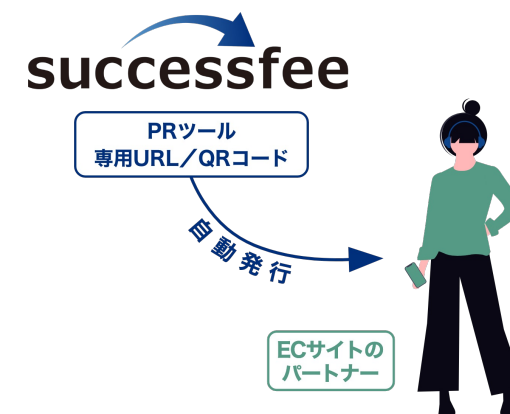 successfee
PRツール
専用URL／QRコード
自動発行
ECサイトの
パートナー